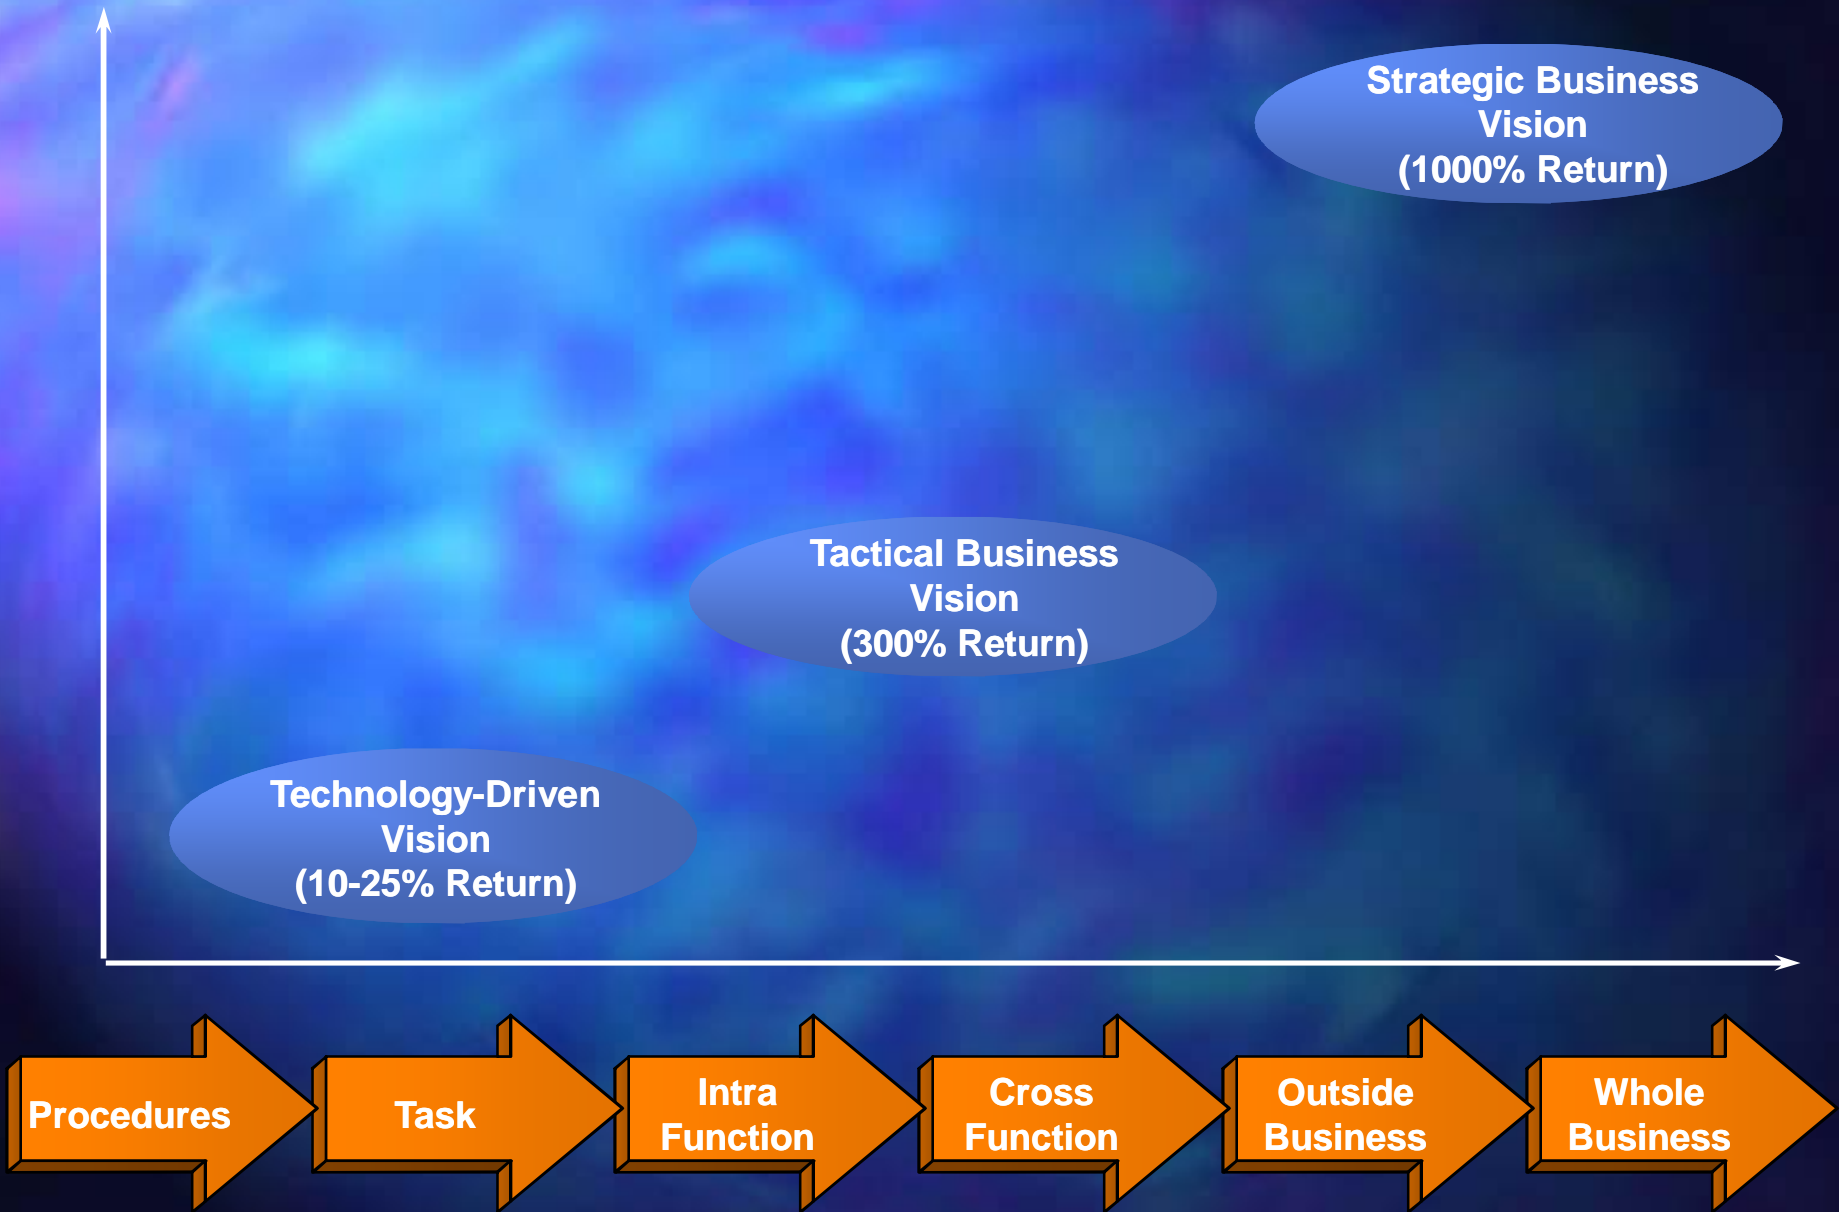 Strategic Business
Vision
(1000% Return)
Tactical Business
Vision
(300% Return)
Technology-Driven
Vision
(10-25% Return)
Procedures
Task
Intra
Function
Cross
Function
Outside
Business
Whole
Business